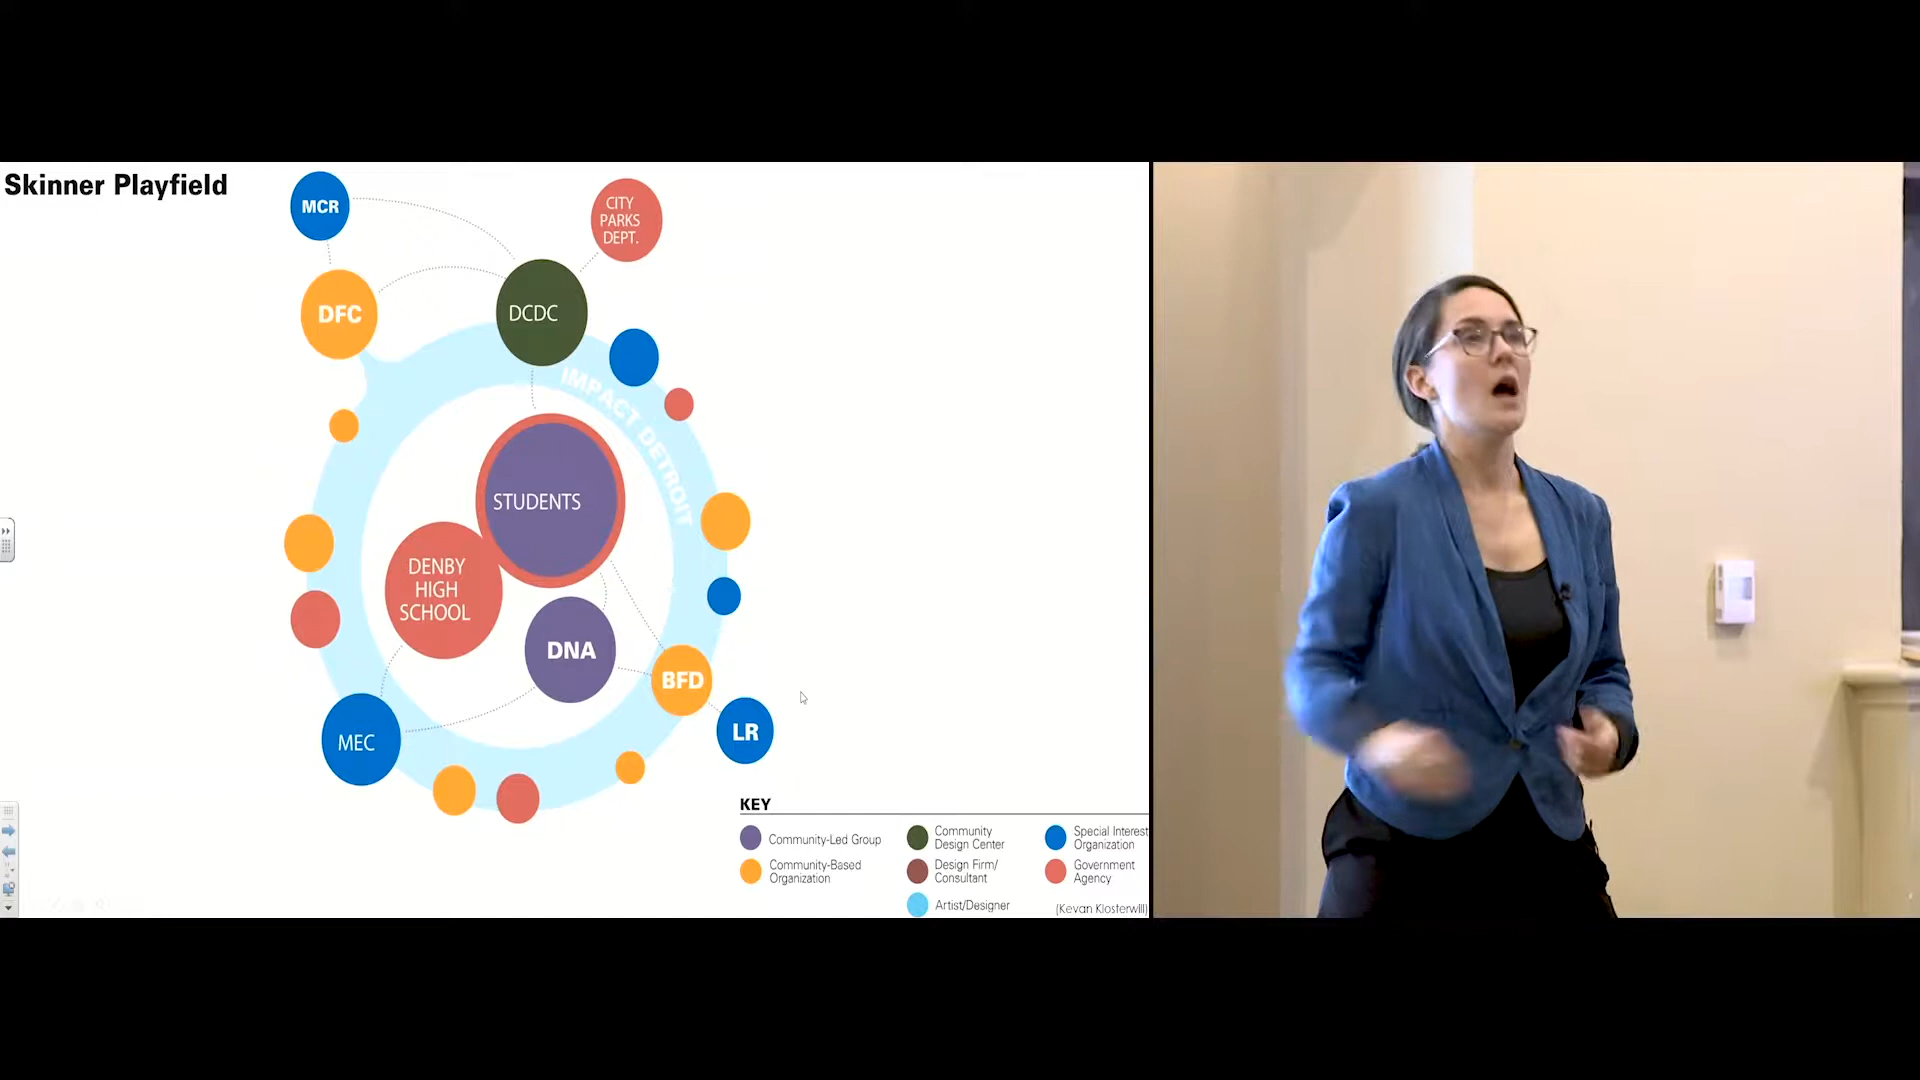 Skinner Playfield
MCR
CITY
PARKS
DEPT.
DFC
DCDC
IMPACT DETROIT
STUDENTS
DENBY
HIGH
SCHOOL
DNA
BFD
LR
MEC
KEY
Community-Led Group
Community
Design Center
Special Interest
Organization
Community-Based
Organization
Design Firm/
Consultant
Government
Agency
Artist/Designer
(Kevan Klosterwill)